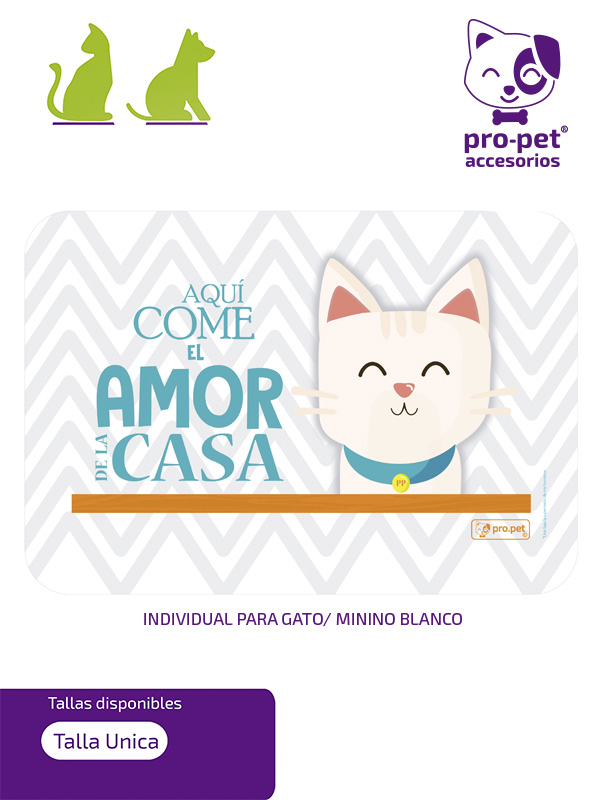 pro-pet®
accesorios
AQUÍ
COME
EL
AMOR
DE LA
CASA
PP
pro.pet
INDIVIDUAL PARA GATO/ MININO BLANCO
Tallas disponibles
Talla Unica